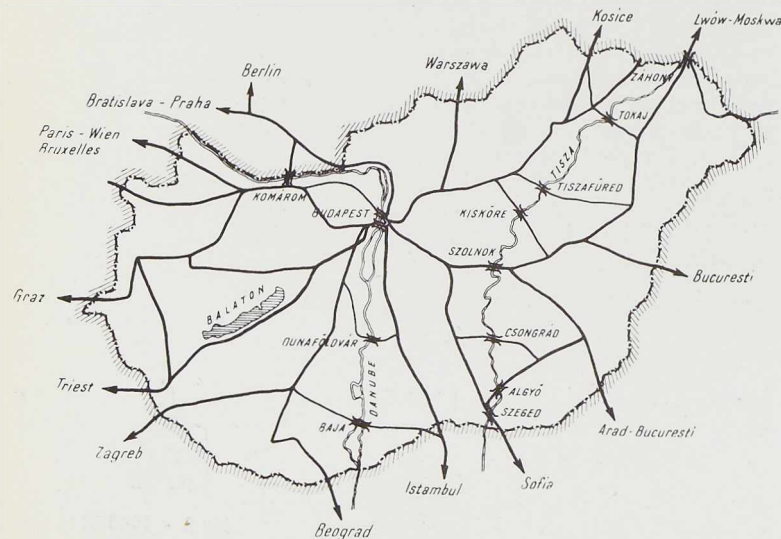 Kosice
Lwów-Moskwa
Berlin
Warszawa
ZÁHONY
Bratislava - Praha
TOKAJ
Paris - Wien
Bruxelles
TISZA
TISZAFÜRED
KOMÁROM
BUDAPEST
KISKÖRE
SZOLNOK
Bucuresti
Graz
BALATON
DUNAFÖLDVÁR
CSONGRÁD
DANUBE
Triest
ALGYŐ
SZEGED
BAJA
Arad-Bucuresti
Zagreb
Istambul
Sofia
Beograd